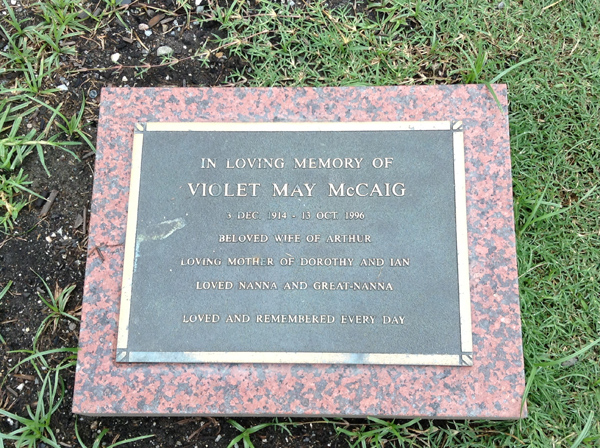 IN LOVING MEMORY OF
VIOLET MAY McCAIG
3 DEC. 1914 - 13 OCT. 1996
BELOVED WIFE OF ARTHUR
LOVING MOTHER OF DOROTHY AND IAN
LOVED NANNA AND GREAT-NANNA
LOVED AND REMEMBERED EVERY DAY